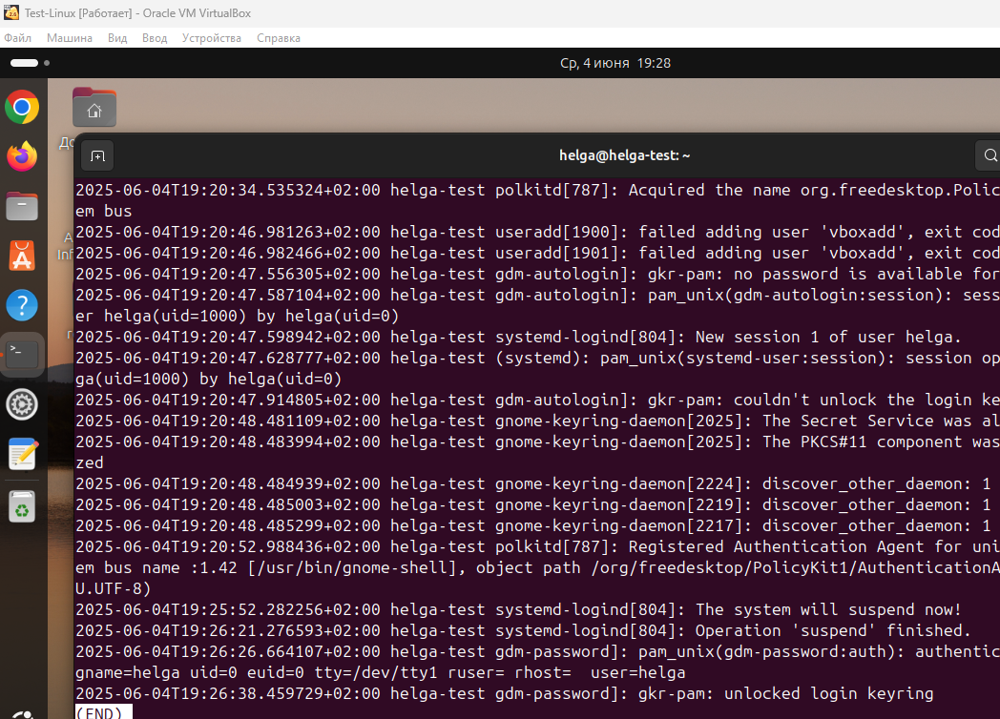 Test-Linux [Работает] - Oracle VM VirtualBox
Файл Машина Вид Ввод Устройства Справка
Ср, 4 июня 19:28
helga@helga-test: ~
2025-06-04T19:20:34.535324+02:00 helga-test polkitd[787]: Acquired the name org.freedesktop.Polic
em bus
2025-06-04T19:20:46.981263+02:00 helga-test useradd[1900]: failed adding user 'vboxadd', exit cod
2025-06-04T19:20:46.982466+02:00 helga-test useradd[1901]: failed adding user 'vboxadd', exit cod
2025-06-04T19:20:47.556305+02:00 helga-test gdm-autologin]: gkr-pam: no password is available for
2025-06-04T19:20:47.587104+02:00 helga-test gdm-autologin]: pam_unix(gdm-autologin:session): sess
er helga(uid=1000) by helga(uid=0)
2025-06-04T19:20:47.598942+02:00 helga-test systemd-logind[804]: New session 1 of user helga.
2025-06-04T19:20:47.628777+02:00 helga-test (systemd): pam_unix(systemd-user:session): session op
ga(uid=1000) by helga(uid=0)
2025-06-04T19:20:47.914805+02:00 helga-test gdm-autologin]: gkr-pam: couldn't unlock the login ke
2025-06-04T19:20:48.481109+02:00 helga-test gnome-keyring-daemon[2025]: The Secret Service was al
2025-06-04T19:20:48.483994+02:00 helga-test gnome-keyring-daemon[2025]: The PKCS#11 component was
zed
2025-06-04T19:20:48.484939+02:00 helga-test gnome-keyring-daemon[2224]: discover_other_daemon: 1
2025-06-04T19:20:48.485003+02:00 helga-test gnome-keyring-daemon[2219]: discover_other_daemon: 1
2025-06-04T19:20:48.485299+02:00 helga-test gnome-keyring-daemon[2217]: discover_other_daemon: 1
2025-06-04T19:20:52.988436+02:00 helga-test polkitd[787]: Registered Authentication Agent for uni
em bus name :1.42 [/usr/bin/gnome-shell], object path /org/freedesktop/PolicyKit1/AuthenticationA
U.UTF-8)
2025-06-04T19:25:52.282256+02:00 helga-test systemd-logind[804]: The system will suspend now!
2025-06-04T19:26:21.276593+02:00 helga-test systemd-logind[804]: Operation 'suspend' finished.
2025-06-04T19:26:26.664107+02:00 helga-test gdm-password]: pam_unix(gdm-password:auth): authentic
gname=helga uid=0 euid=0 tty=/dev/tty1 ruser= rhost=  user=helga
2025-06-04T19:26:38.459729+02:00 helga-test gdm-password]: gkr-pam: unlocked login keyring
(END)